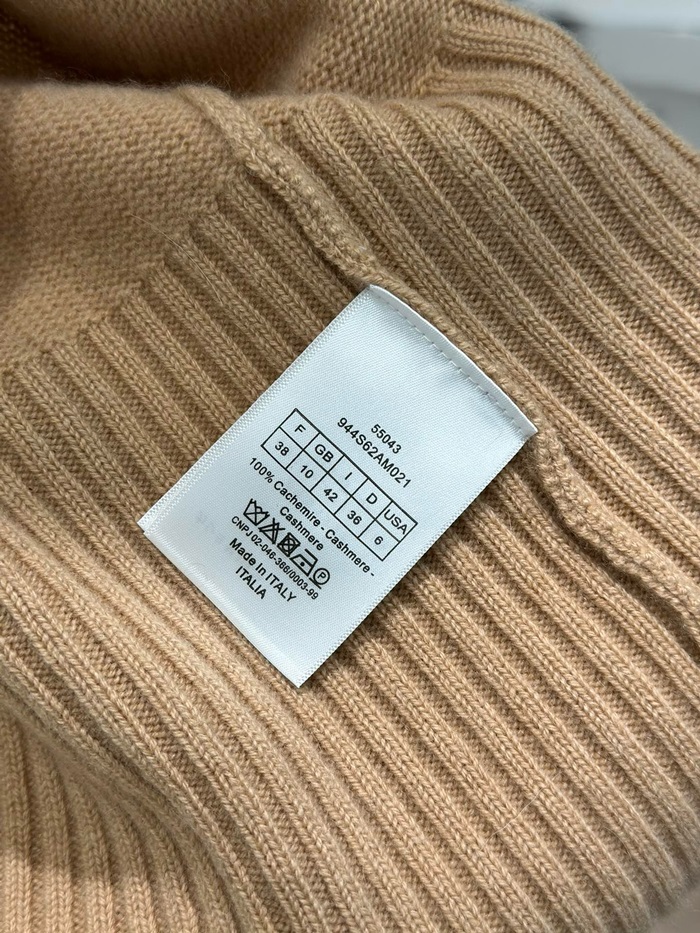 55043
944S62AM021
F GB I D USA
38 10 42 36 6
100% Cachemire - Cashmere -
Cashmere
P
CNPJ 02-046-366/0003-99
Made in ITALY
ITALIA